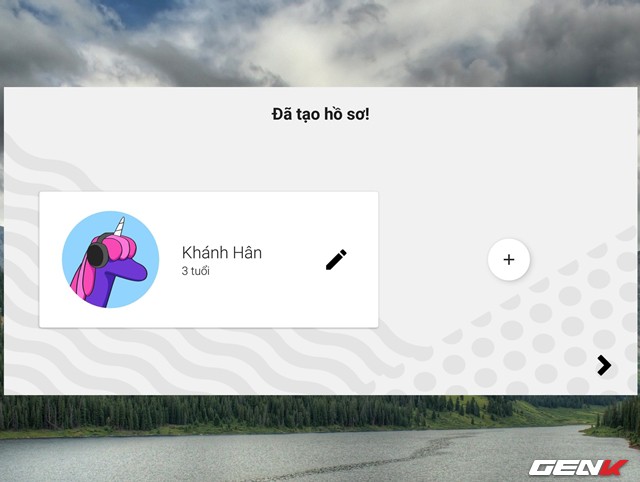 Đã tạo hồ sơ!
Khánh Hân
3 tuổi
GENK